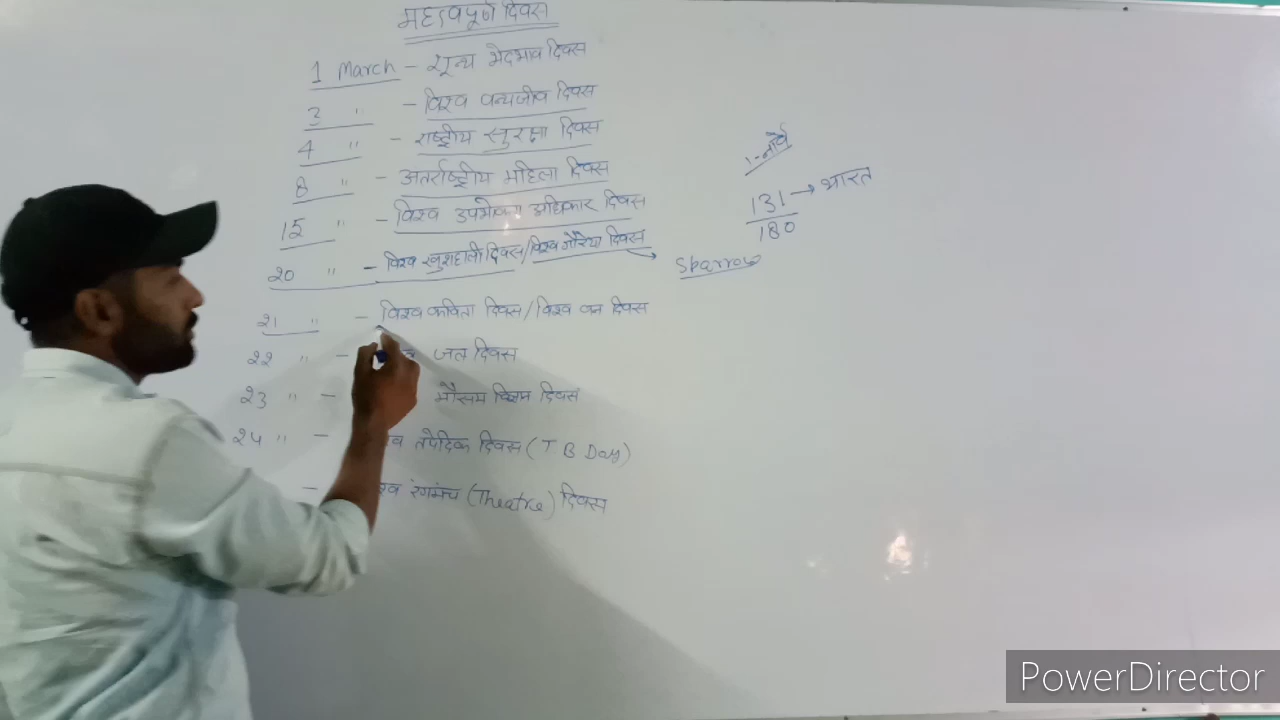 महत्वपूर्ण दिवस
1 March - शून्य भेदभाव दिवस
3 " - विश्व वन्यजीव दिवस
4 " - राष्ट्रीय सुरक्षा दिवस
8 " - अतर्राष्ट्रीय महिला दिवस
15 " - विश्व उपभोक्ता अधिकार दिवस
20 " - विश्व खुशहाली दिवस/विश्व गौरैया दिवस → Sparrow
21 " - विश्व कविता दिवस/विश्व वन दिवस
22 " - जल दिवस
23 " - मौसम विज्ञान दिवस
24 " - तपेदिक दिवस (T B Day)
- रंगमंच (Theatre) दिवस
1-नार्वे
131 → भारत
180
PowerDirector